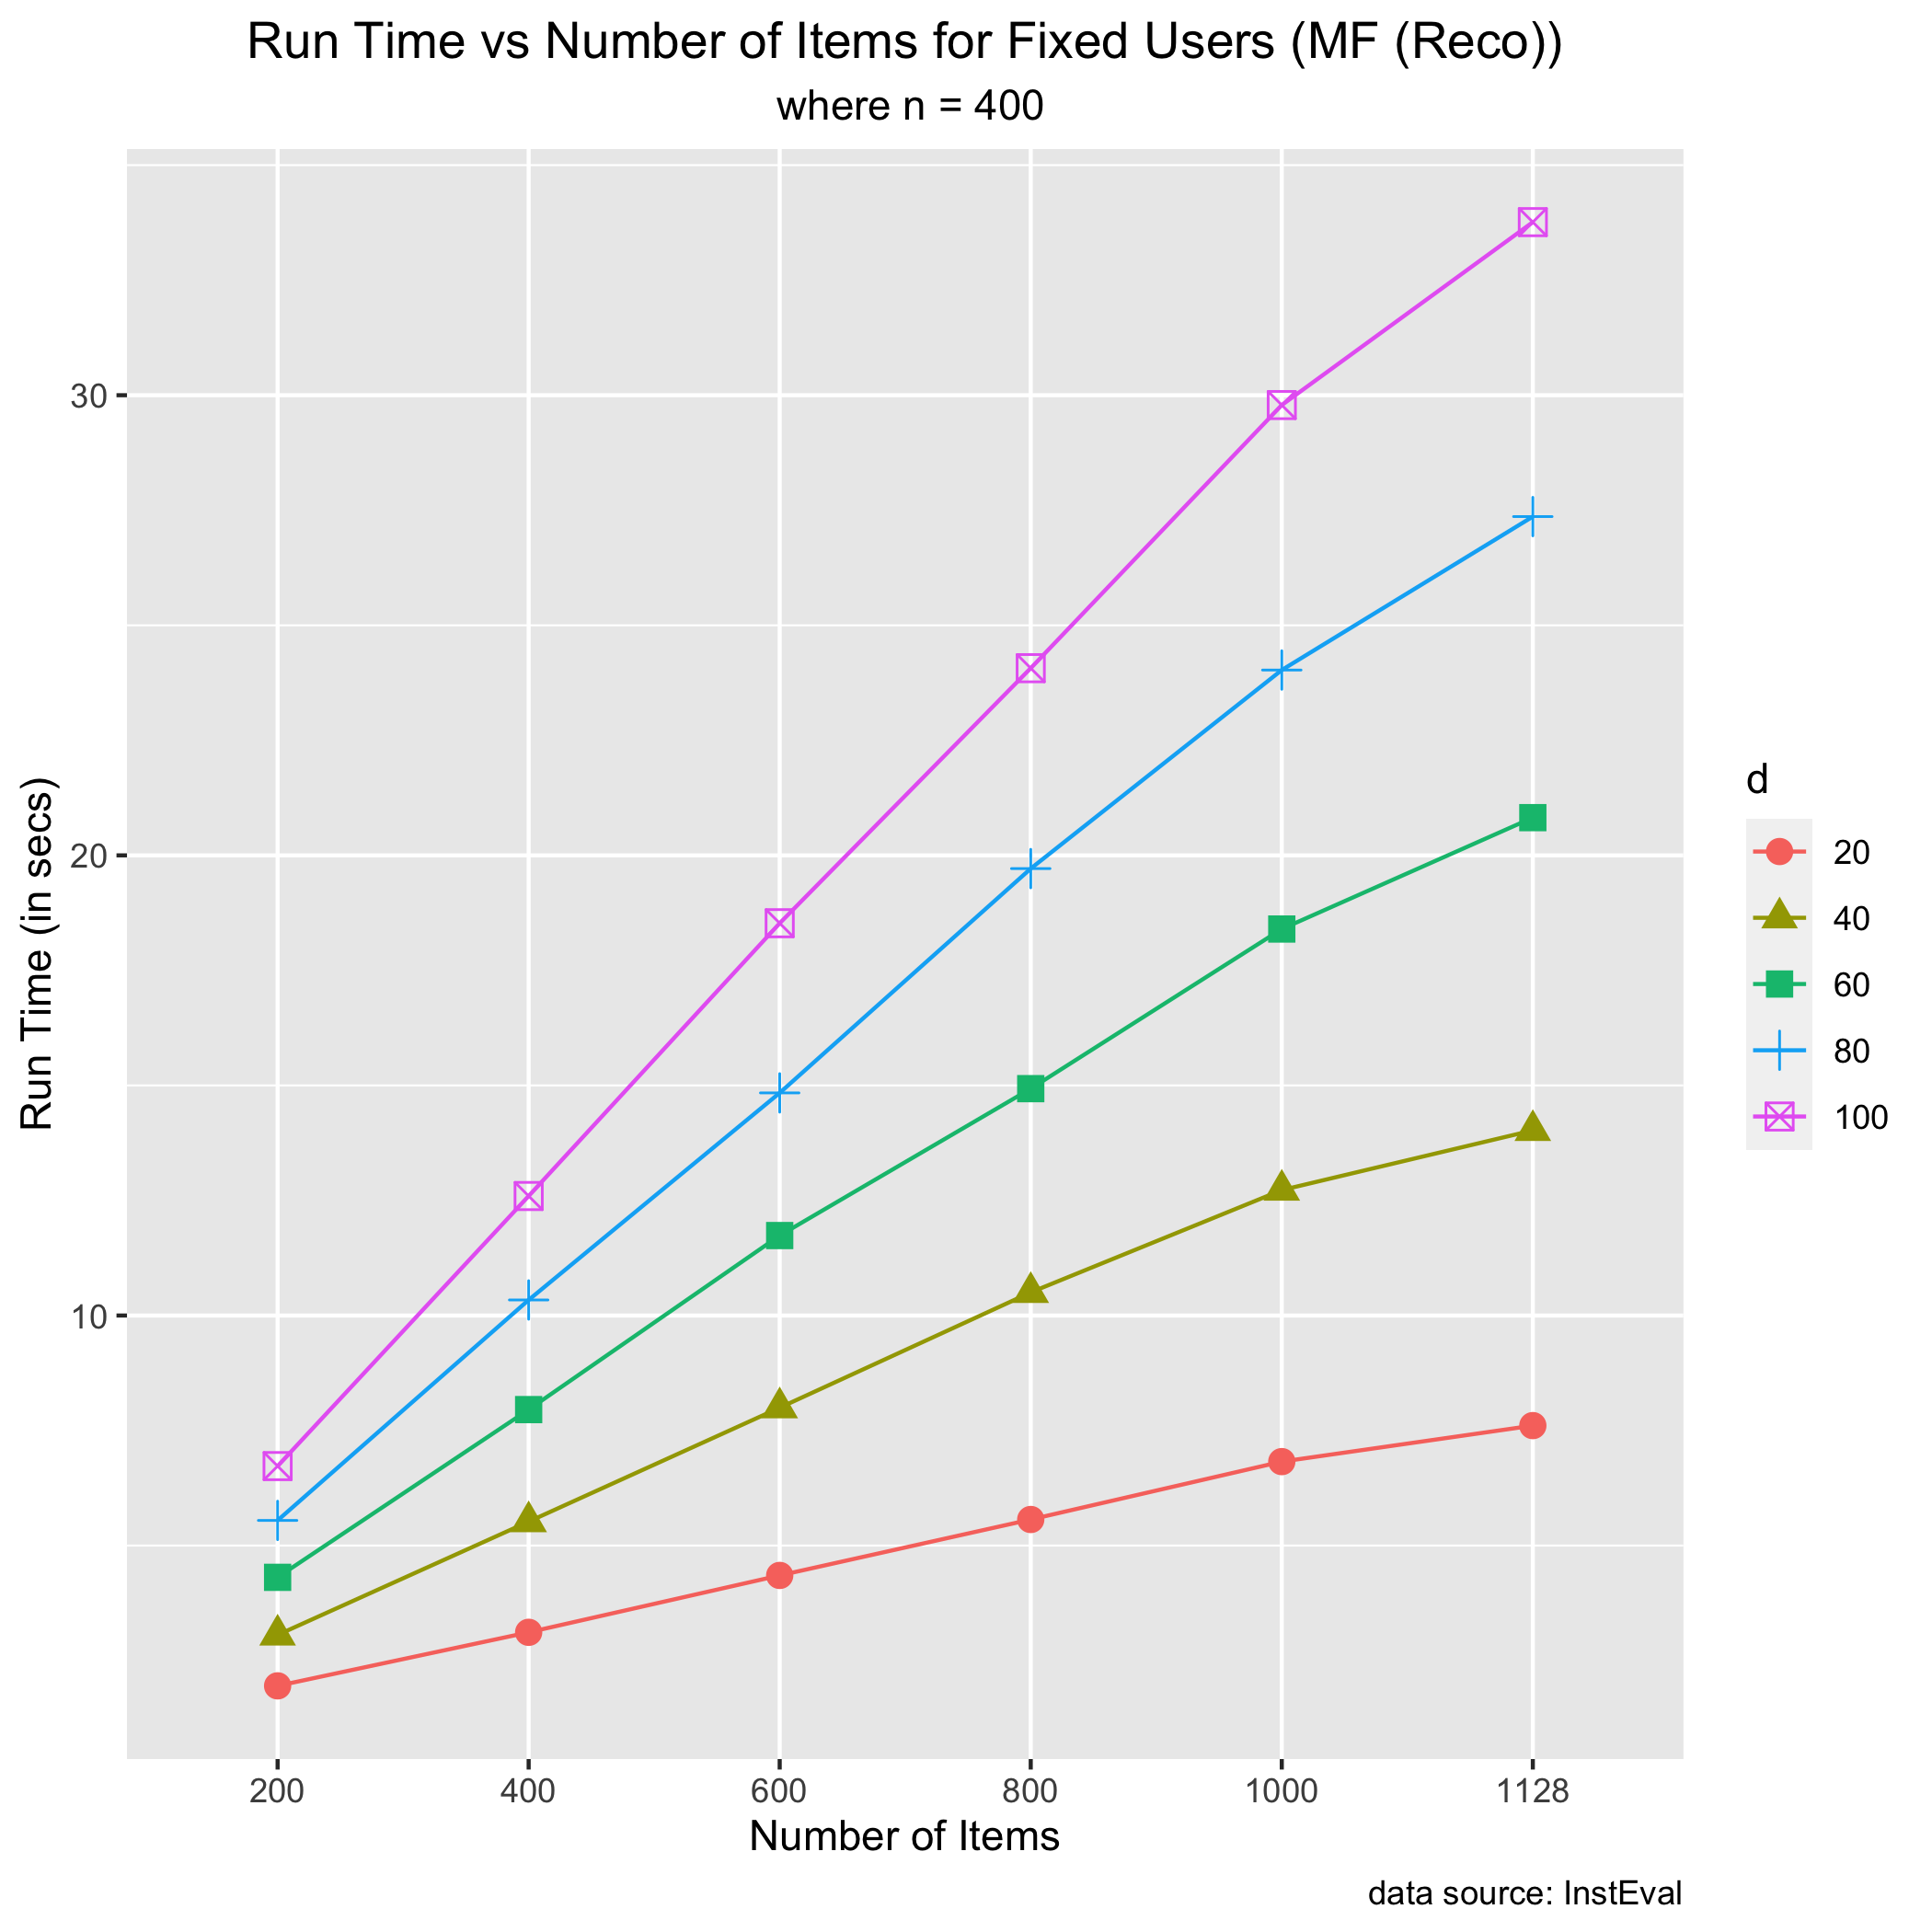 Run Time vs Number of Items for Fixed Users (MF (Reco))
where n = 400
Run Time (in secs)
30
20
10
200 400 600 800 1000 1128
Number of Items
d
20
40
60
80
100
data source: InstEval